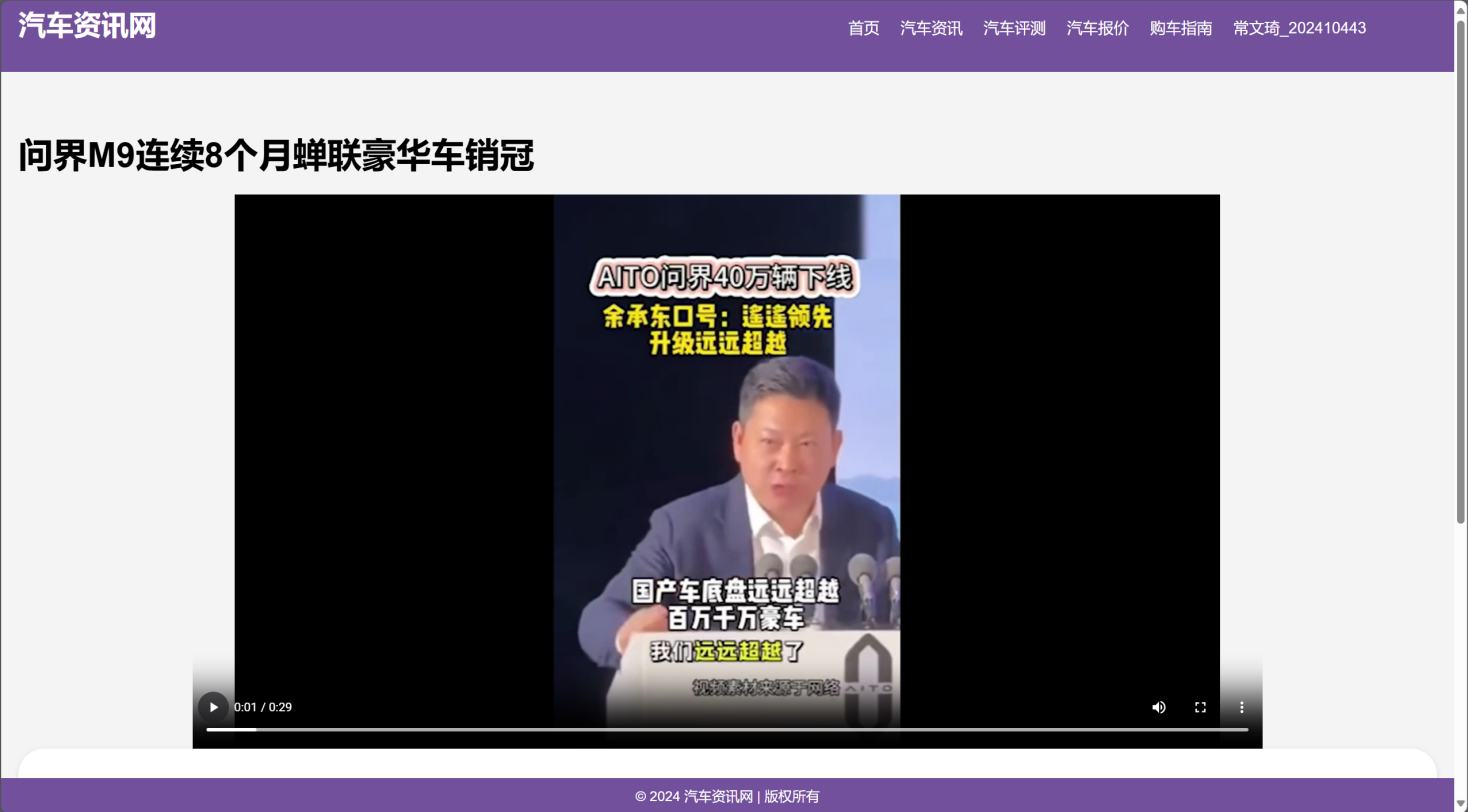 汽车资讯网
首页 汽车资讯 汽车评测 汽车报价 购车指南 常文琦_202410443
问界M9连续8个月蝉联豪华车销冠
AITO问界40万辆下线
余承东口号：遥遥领先
升级远远超越
国产车底盘远远超越
百万千万豪车
我们远远超越了
视频素材来源于网络
AITO
0:01 / 0:29
© 2024 汽车资讯网 | 版权所有